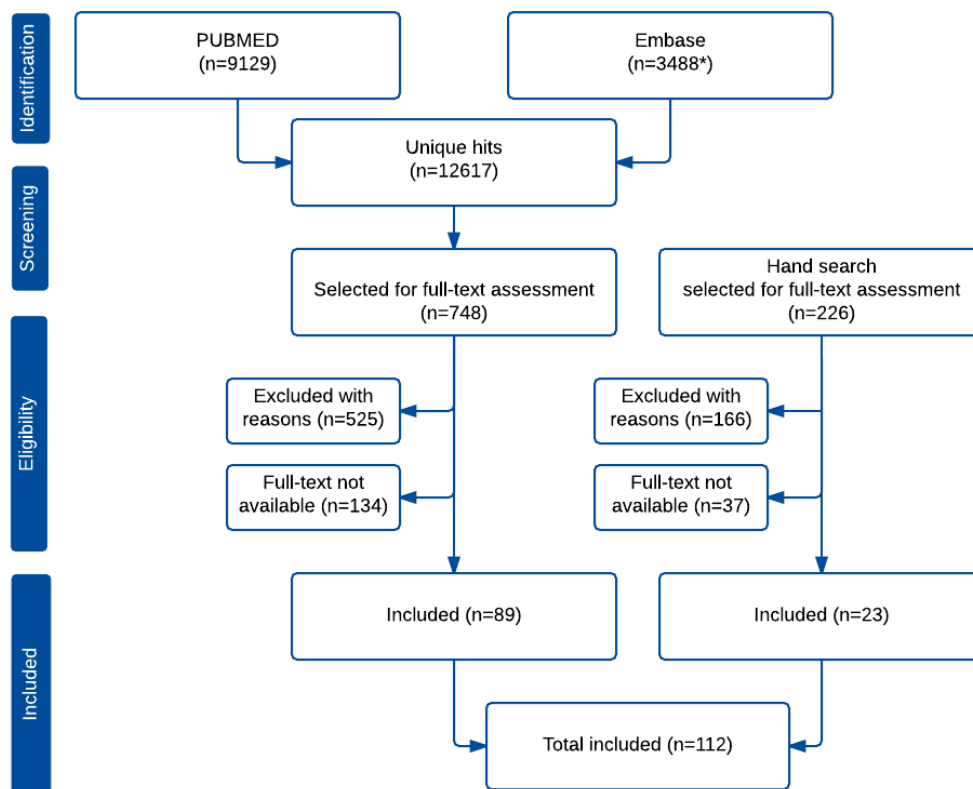 Identification
PUBMED
(n=9129)
Embase
(n=3488*)
Unique hits
(n=12617)
Screening
Selected for full-text assessment
(n=748)
Hand search
selected for full-text assessment
(n=226)
Eligibility
Excluded with
reasons (n=525)
Excluded with
reasons (n=166)
Full-text not
available (n=134)
Full-text not
available (n=37)
Included
Included (n=89)
Included (n=23)
Total included (n=112)